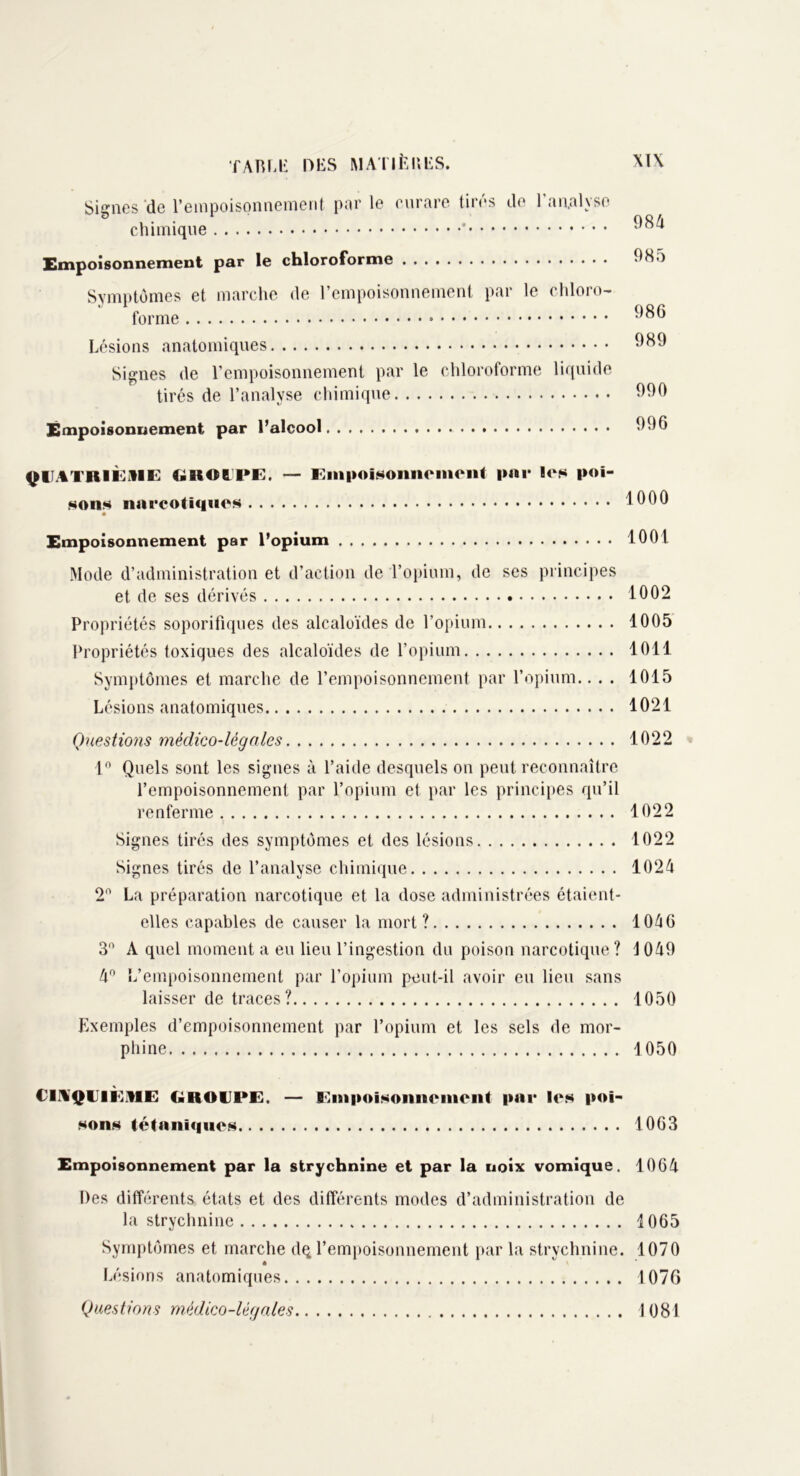 TABLE DES MATIÈRES. XIX
Signes de l'empoisonnement par le curare tirés de l'analyse
chimique 984
Empoisonnement par le chloroforme 985
Symptômes et marche de l'empoisonnement par le chloro-
forme 986
Lésions anatomiques 989
Signes de l'empoisonnement par le chloroforme liquide
tirés de l'analyse chimique 990
Empoisonnement par l'alcool 996
QUATRIÈME GROUPE. — Empoisonnement par les poi-
sons narcotiques 1000
Empoisonnement par l'opium 1001
Mode d'administration et d'action de l'opium, de ses principes
et de ses dérivés 1002
Propriétés soporifiques des alcaloïdes de l'opium 1005
Propriétés toxiques des alcaloïdes de l'opium 1011
Symptômes et marche de l'empoisonnement par l'opium 1015
Lésions anatomiques 1021
Questions médico-légales 1022
1° Quels sont les signes à l'aide desquels on peut reconnaître
l'empoisonnement par l'opium et par les principes qu'il
renferme 1022
Signes tirés des symptômes et des lésions 1022
Signes tirés de l'analyse chimique 1024
2° La préparation narcotique et la dose administrées étaient-
elles capables de causer la mort ? 1046
3° A quel moment a eu lieu l'ingestion du poison narcotique ? 1049
4° L'empoisonnement par l'opium peut-il avoir eu lieu sans
laisser de traces ? 1050
Exemples d'empoisonnement par l'opium et les sels de mor-
phine 1050
CINQUIÈME GROUPE. — Empoisonnement par les poi-
sons tétaniques 1063
Empoisonnement par la strychnine et par la noix vomique. 1064
Des différents états et des différents modes d'administration de
la strychnine 1065
Symptômes et marche de l'empoisonnement par la strychnine. 1070
Lésions anatomiques 1076
Questions médico-légales 1081